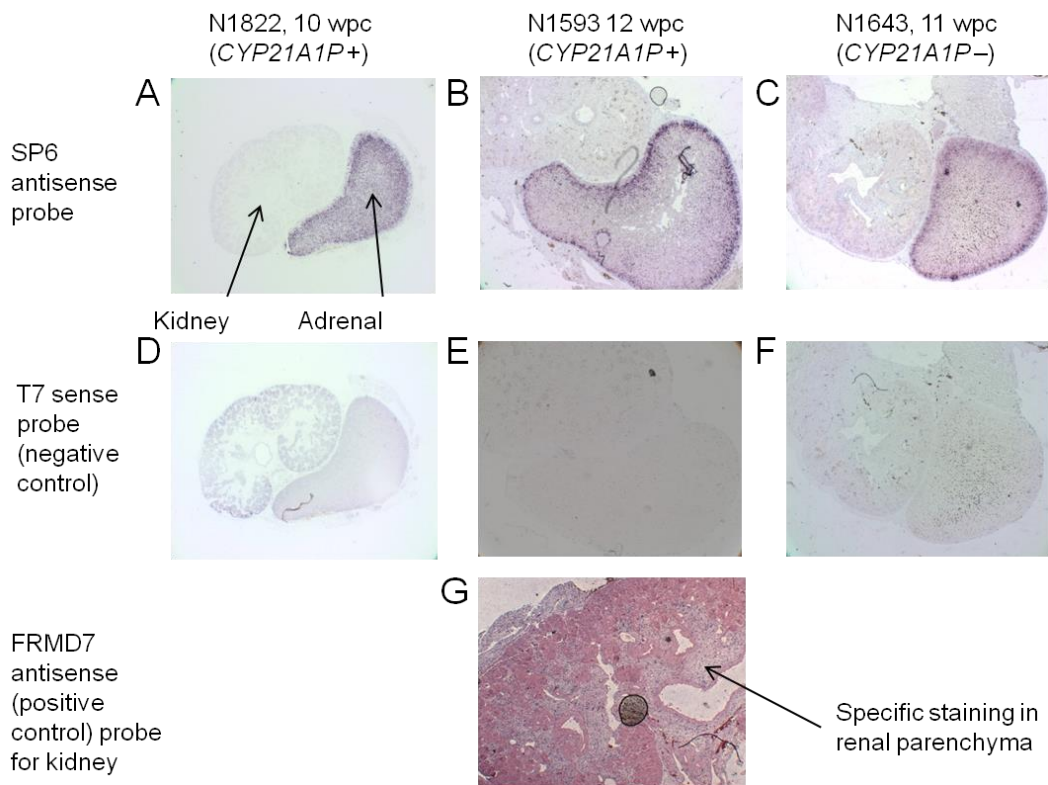 N1822, 10 wpc
(CYP21A1P+)
N1593 12 wpc
(CYP21A1P+)
N1643, 11 wpc
(CYP21A1P–)
A
B
C
SP6
antisense
probe
Kidney
Adrenal
D
E
F
T7 sense
probe
(negative
control)
G
FRMD7
antisense
(positive
control) probe
for kidney
Specific staining in
renal parenchyma